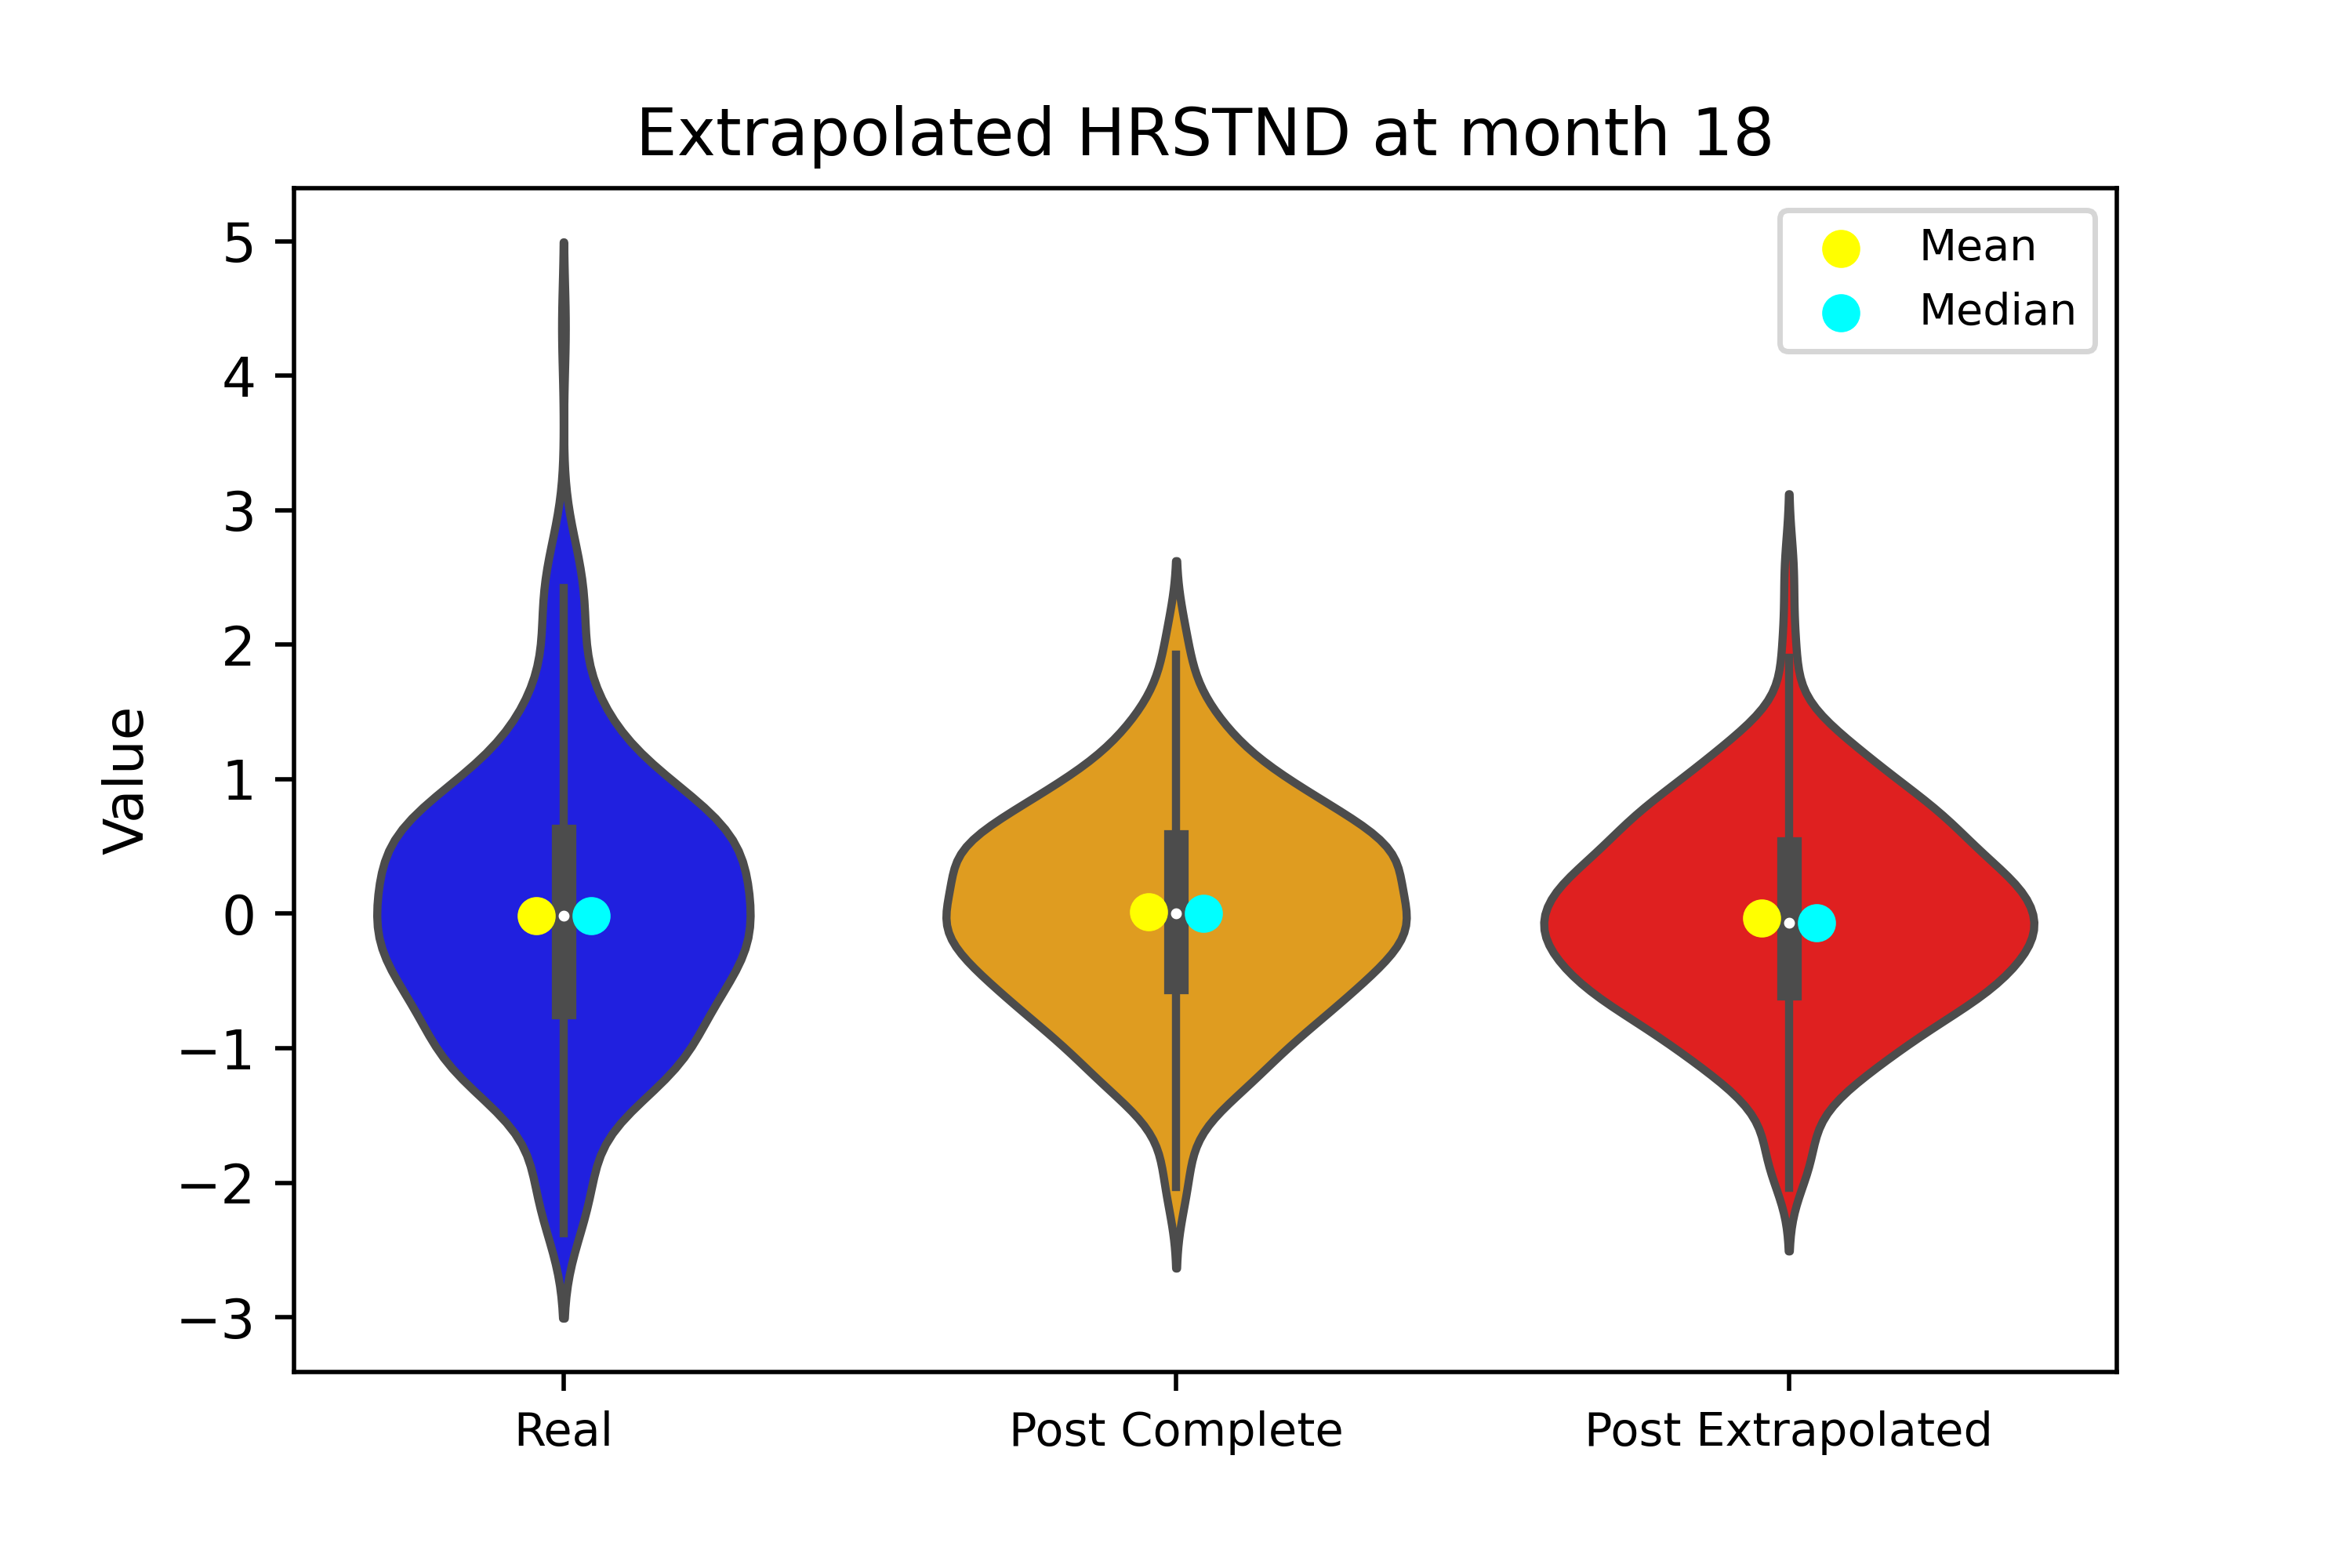 Extrapolated HRSTND at month 18
Mean
Median
Value
5
4
3
2
1
0
−1
−2
−3
Real
Post Complete
Post Extrapolated